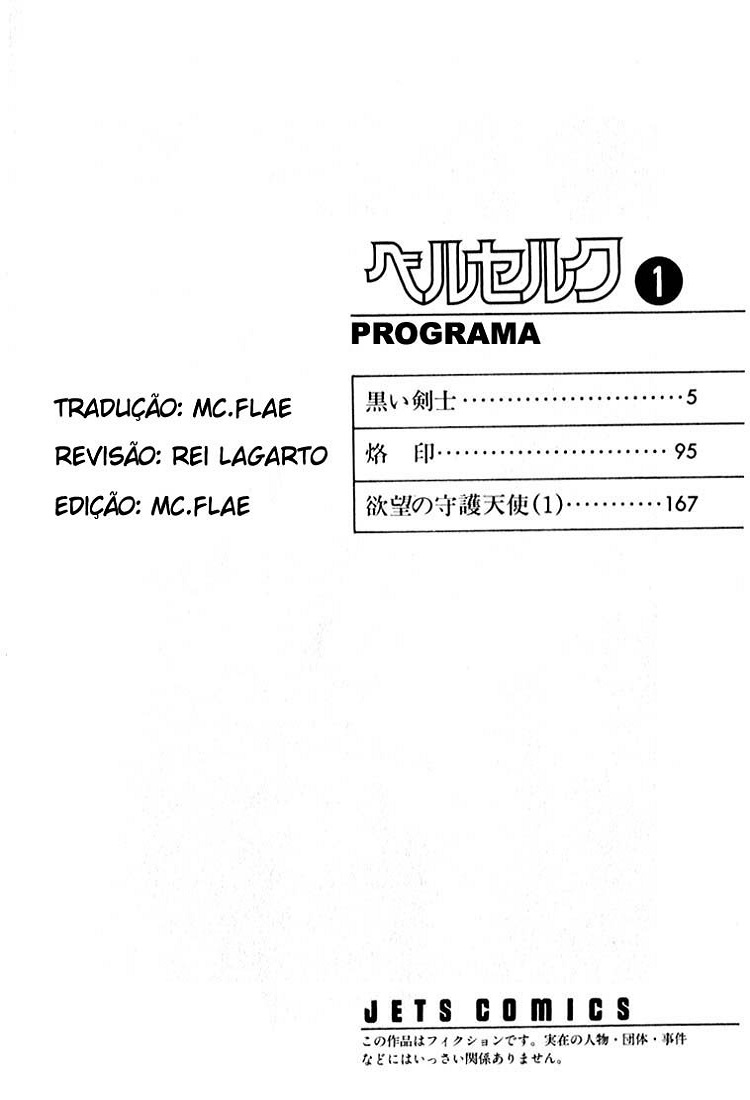 ベルセルク 1
PROGRAMA
TRADUÇÃO: MC.FLAE
REVISÃO: REI LAGARTO
EDIÇÃO: MC.FLAE
黒い剣士························5
烙 印··························95
欲望の守護天使(1)···········167
JETS COMICS
この作品はフィクションです。実在の人物・団体・事件
などにはいっさい関係ありません。